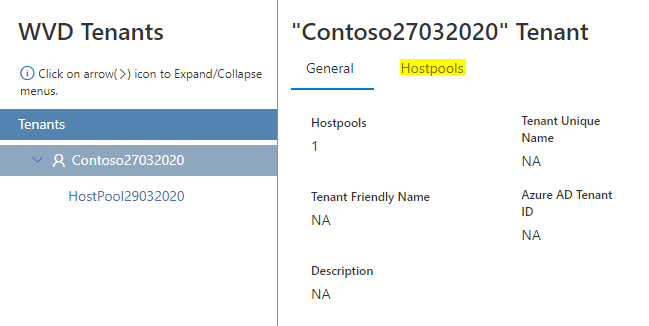 WVD Tenants
Click on arrow( > ) icon to Expand/Collapse
menus.
Tenants
Contoso27032020
HostPool29032020
"Contoso27032020" Tenant
General
Hostpools
Hostpools
1
Tenant Unique
Name
NA
Tenant Friendly Name
NA
Azure AD Tenant
ID
NA
Description
NA